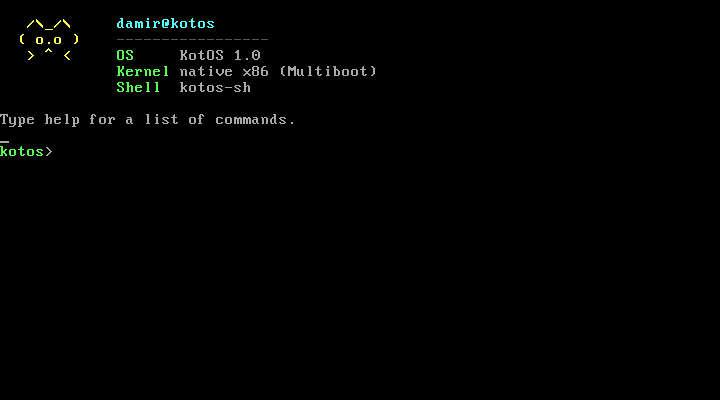 /\_/\ damir@kotos
( o.o ) -----------------
> ^ < OS KotOS 1.0
Kernel native x86 (Multiboot)
Shell kotos-sh
Type help for a list of commands.
kotos>